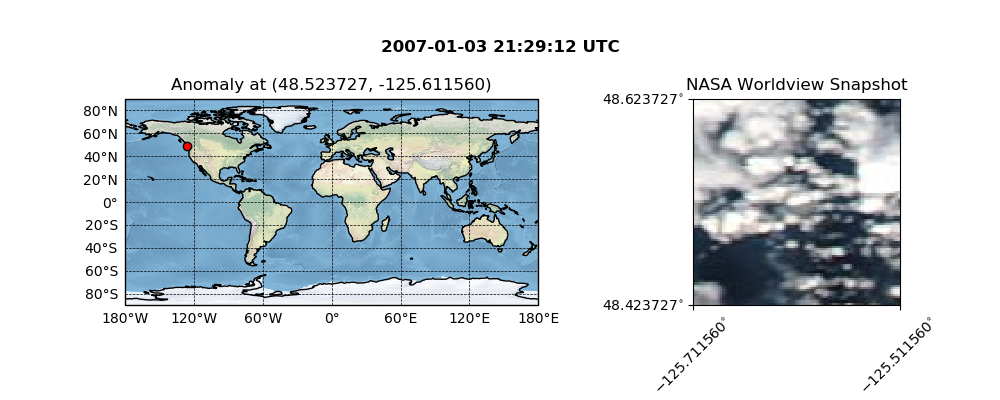 2007-01-03 21:29:12 UTC
Anomaly at (48.523727, -125.611560)
80°N
60°N
40°N
20°N
0°
20°S
40°S
60°S
80°S
180°W 120°W 60°W 0° 60°E 120°E 180°E
NASA Worldview Snapshot
48.623727°
48.423727°
−125.711560°
−125.511560°